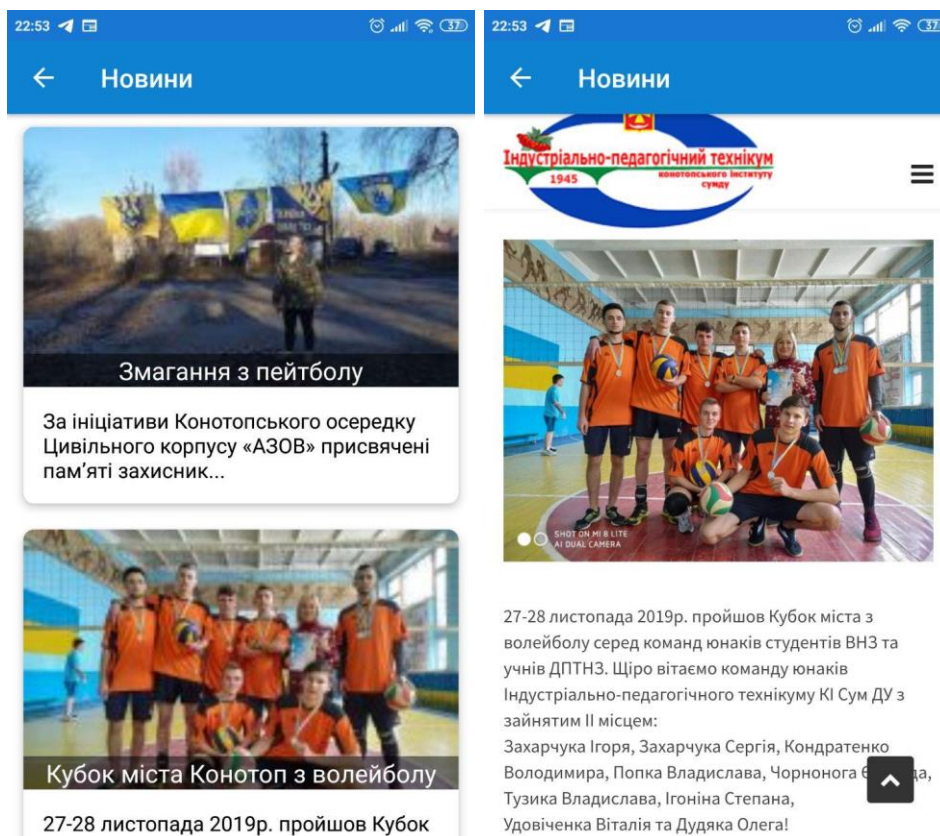 22:53
37
Новини
Змагання з пейтболу
За ініціативи Конотопського осередку
Цивільного корпусу «АЗОВ» присвячені
пам'яті захисник...
Кубок міста Конотоп з волейболу
27-28 листопада 2019р. пройшов Кубок
22:53
37
Новини
Індустріально-педагогічний технікум
1945
конотопського інституту
сумду
SHOT ON MI 8 LITE
AI DUAL CAMERA
27-28 листопада 2019р. пройшов Кубок міста з
волейболу серед команд юнаків студентів ВНЗ та
учнів ДПТНЗ. Щіро вітаємо команду юнаків
Індустріально-педагогічного технікуму КІ Сум ДУ з
зайнятим ІІ місцем:
Захарчука Ігоря, Захарчука Сергія, Кондратенко
Володимира, Попка Владислава, Чорнонога
Тузика Владислава, Ігоніна Степана,
Удовіченка Віталія та Дудяка Олега!